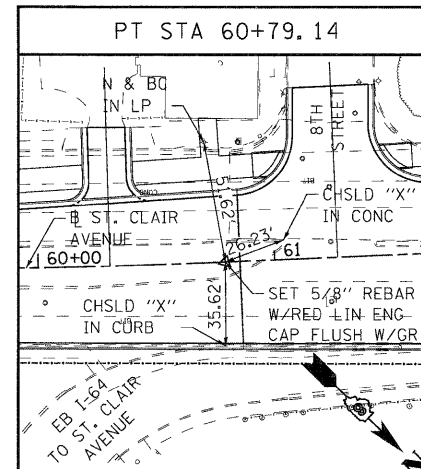 PT STA 60+79.14
N & BC
IN LP
8TH
STREET
51.62'
CHSLD "X"
IN CONC
B ST. CLAIR
AVENUE
26.23'
60+00
61
CHSLD "X"
IN CURB
35.62'
SET 5/8" REBAR
W/RED LIN ENG
CAP FLUSH W/GR
EB I-64
TO ST. CLAIR
AVENUE